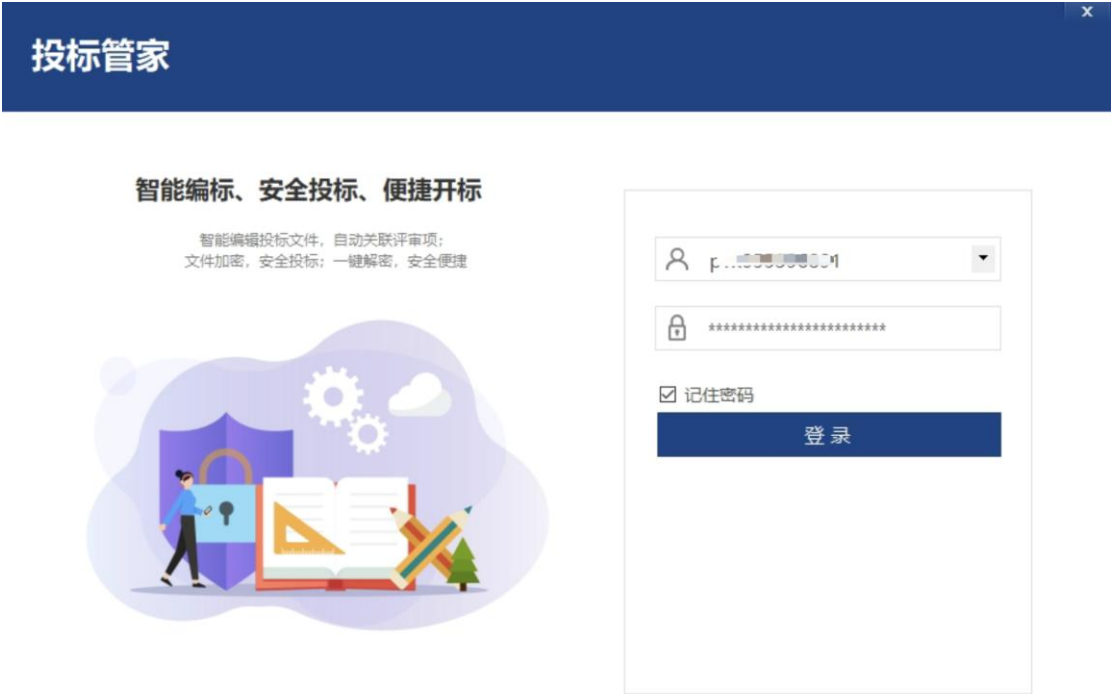 x
投标管家
智能编标、安全投标、便捷开标
智能编辑投标文件，自动关联评审项；
文件加密，安全投标；一键解密，安全便捷
************************
记住密码
登录